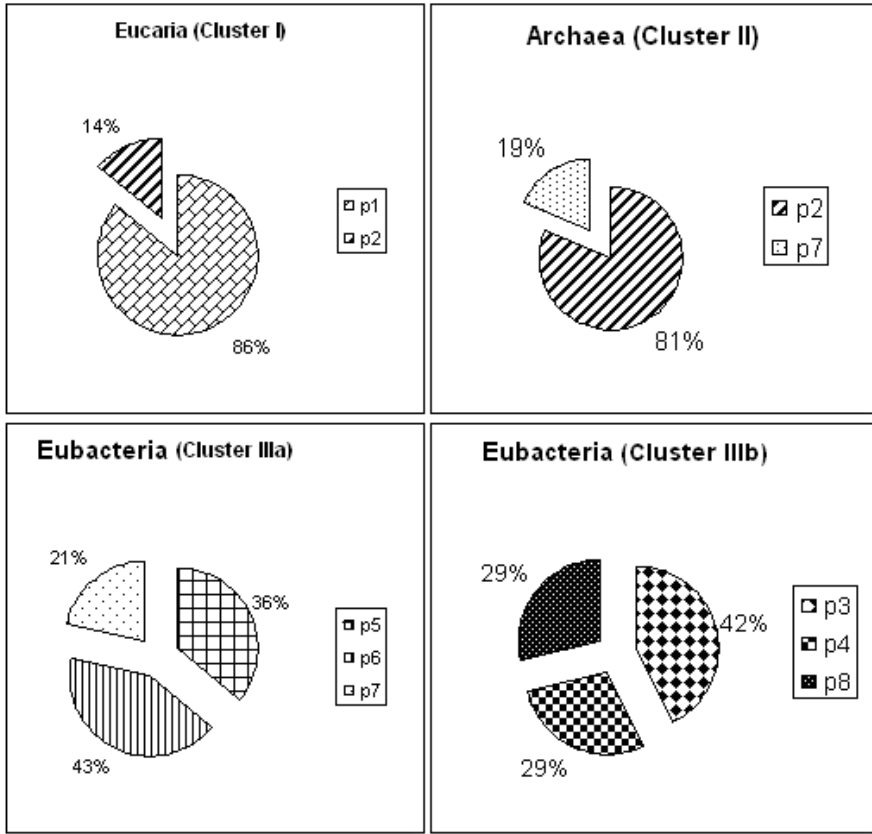 Eucaria (Cluster I)
14%
86%
p1
p2
Archaea (Cluster II)
19%
81%
p2
p7
Eubacteria (Cluster IIIa)
21%
36%
43%
p5
p6
p7
Eubacteria (Cluster IIIb)
29%
42%
29%
p3
p4
p8